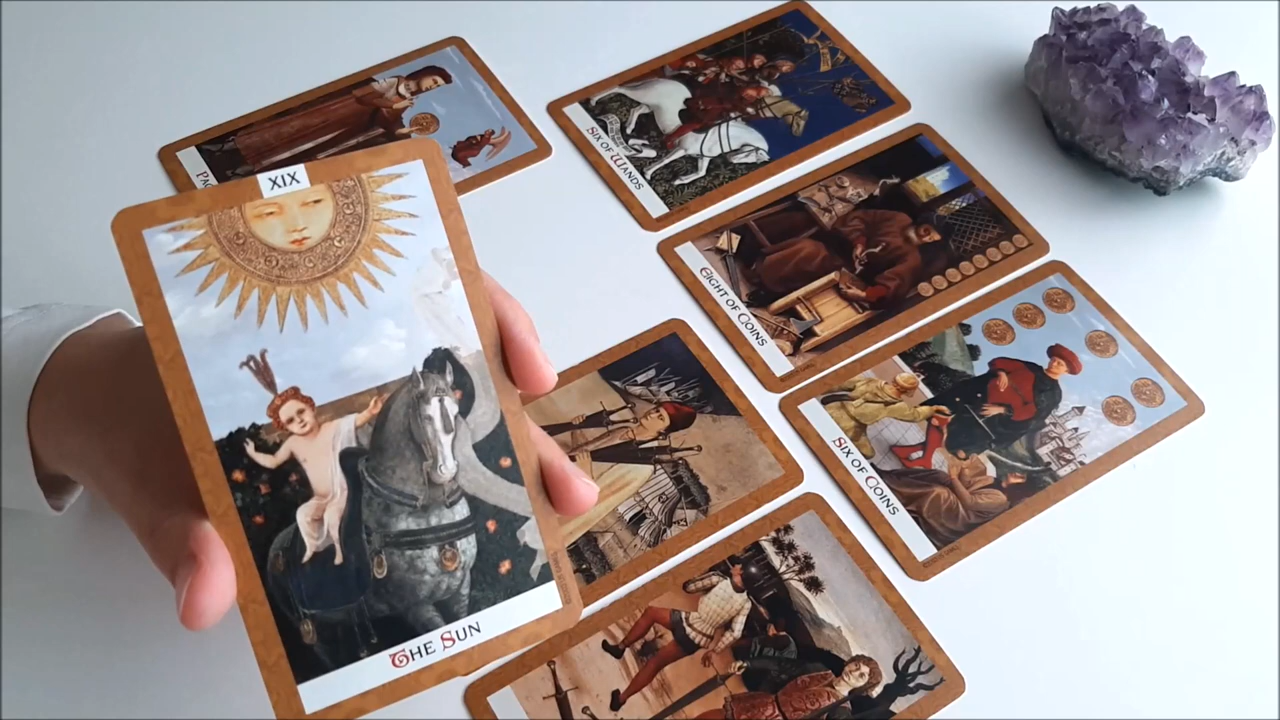 XIX
THE SUN
SIX OF WANDS
EIGHT OF COINS
SIX OF COINS